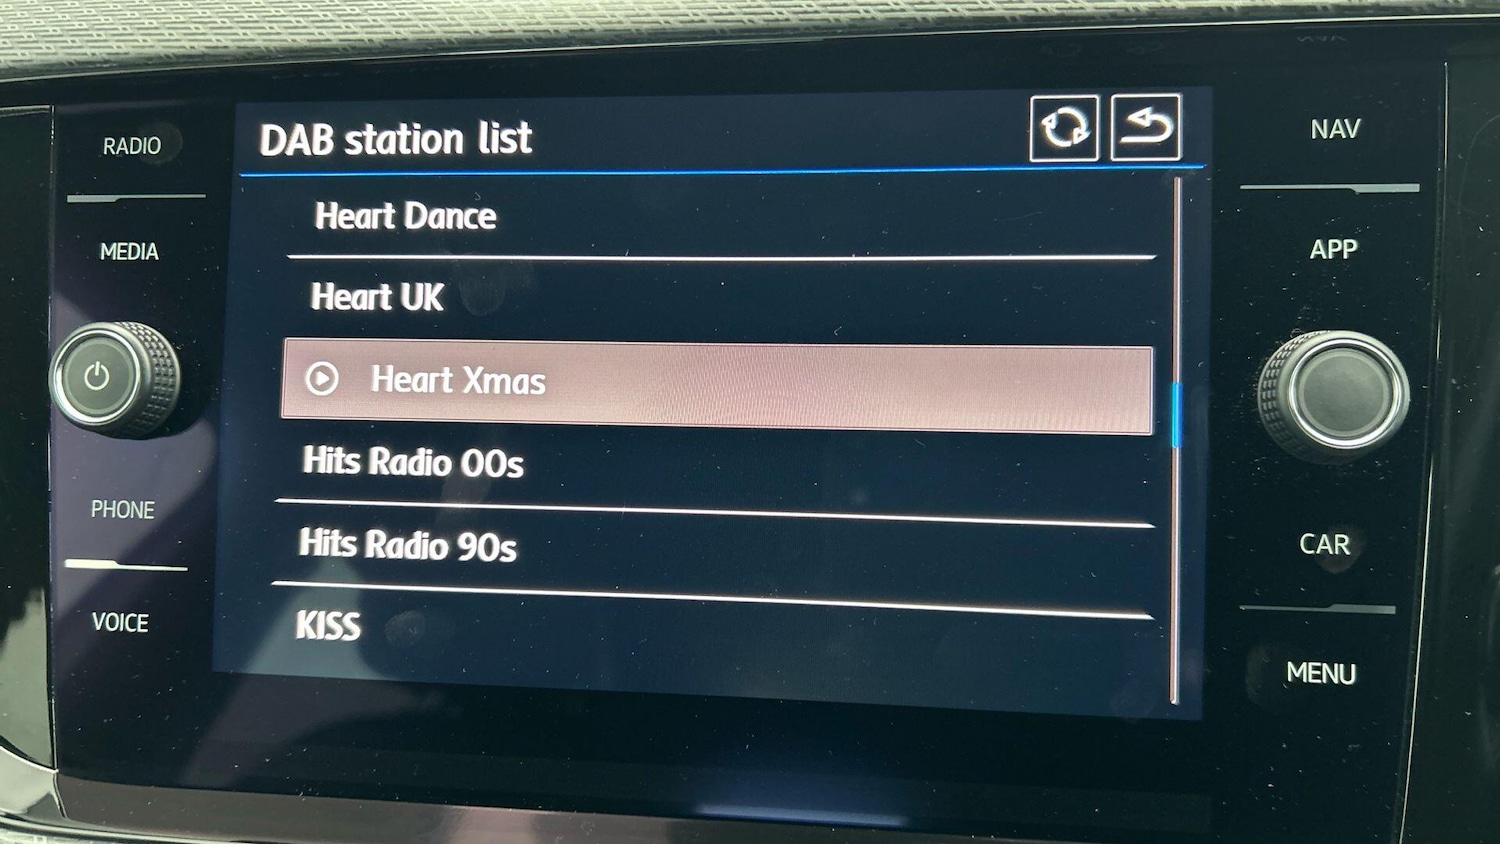 RADIO
MEDIA
PHONE
VOICE
DAB station list
Heart Dance
Heart UK
Heart Xmas
Hits Radio 00s
Hits Radio 90s
KISS
NAV
APP
CAR
MENU